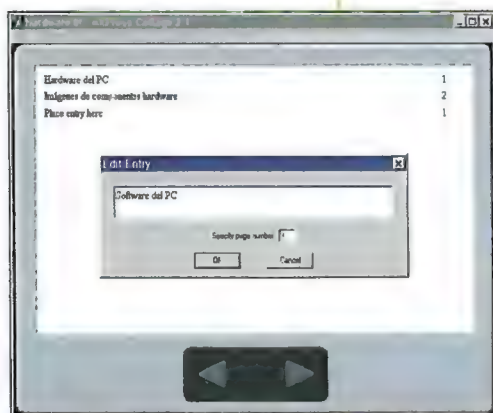 Hardware del PC 1
Imágenes de componentes hardware 2
Place entry here 1
Edit Entry
Software del PC
Specify page number
OK Cancel